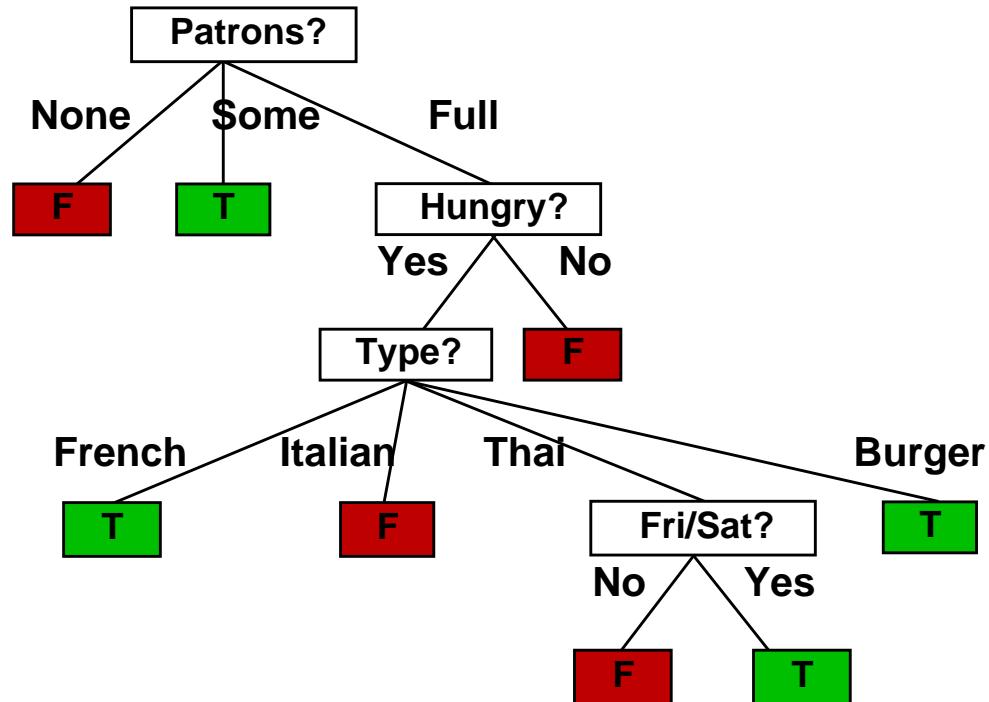 Patrons?
None Some Full
F T Hungry?
Yes No
Type? F
French Italian Thai Burger
T F Fri/Sat? T
No Yes
F T